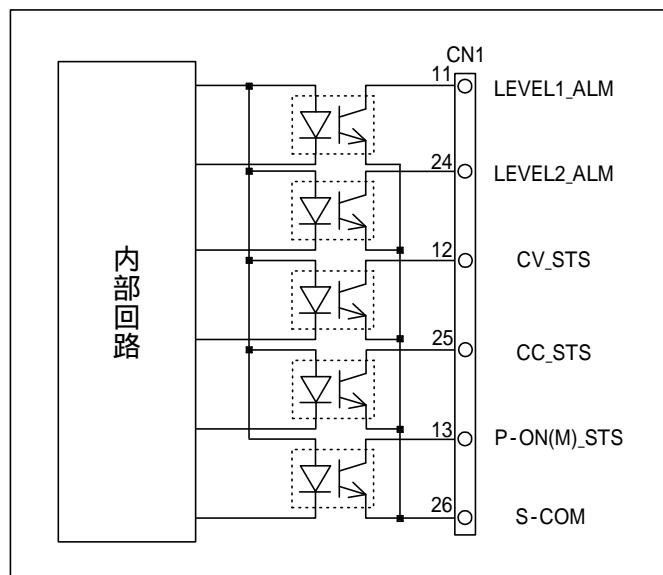 CN1
11 LEVEL1_ALM
24 LEVEL2_ALM
内部回路
12 CV_STS
25 CC_STS
13 P-ON(M)_STS
26 S-COM